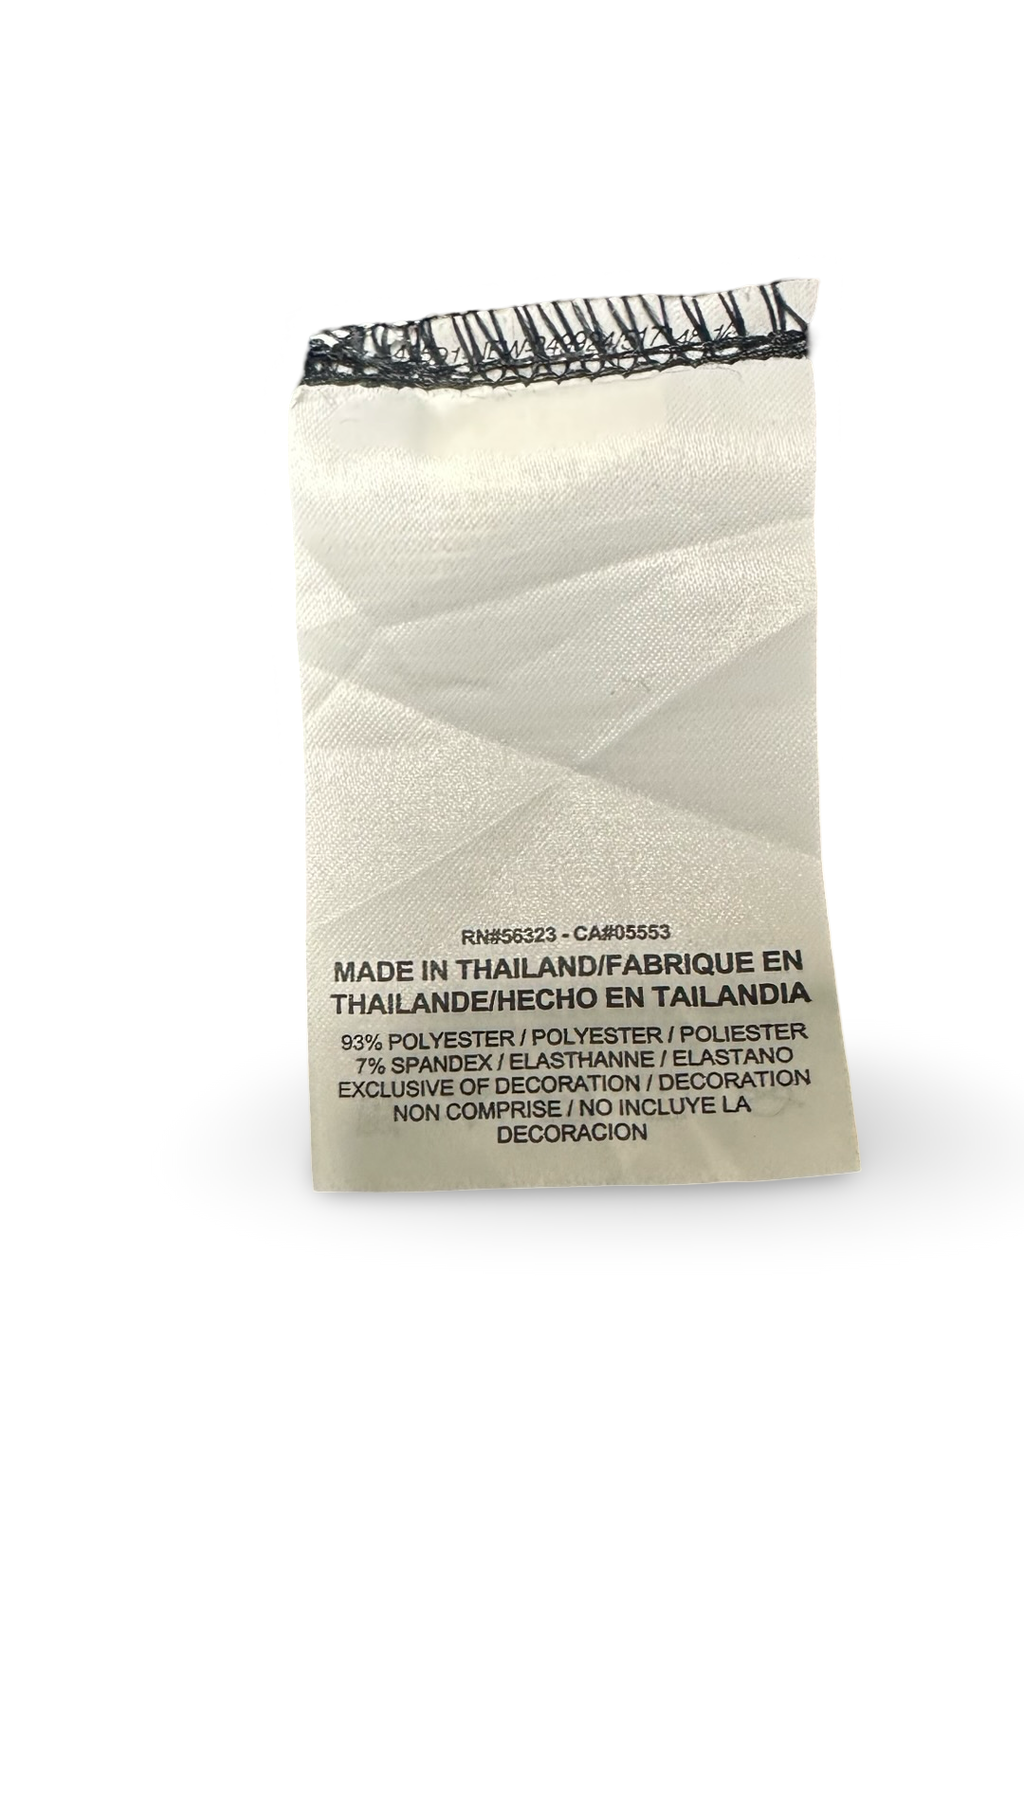 RN#56323 - CA#05553
MADE IN THAILAND/FABRIQUE EN
THAILANDE/HECHO EN TAILANDIA
93% POLYESTER / POLYESTER / POLIESTER
7% SPANDEX / ELASTHANNE / ELASTANO
EXCLUSIVE OF DECORATION / DECORATION
NON COMPRISE / NO INCLUYE LA
DECORACION